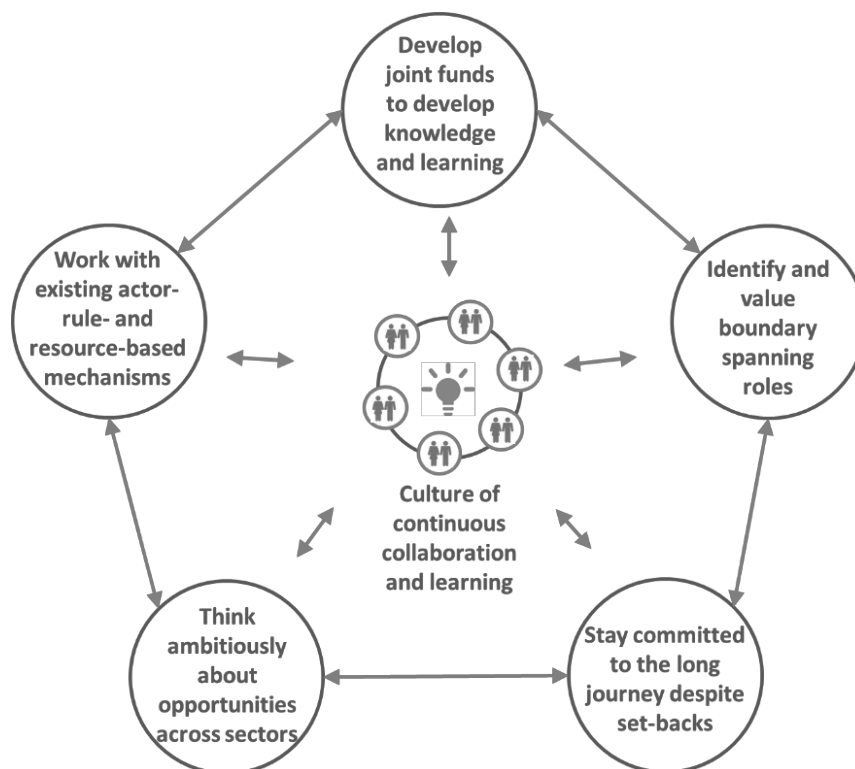 Develop
joint funds
to develop
knowledge
and learning
Work with
existing actor-
rule- and
resource-based
mechanisms
Identify and
value
boundary
spanning
roles
Culture of
continuous
collaboration
and learning
Think
ambitiously
about
opportunities
across sectors
Stay committed
to the long
journey despite
set-backs